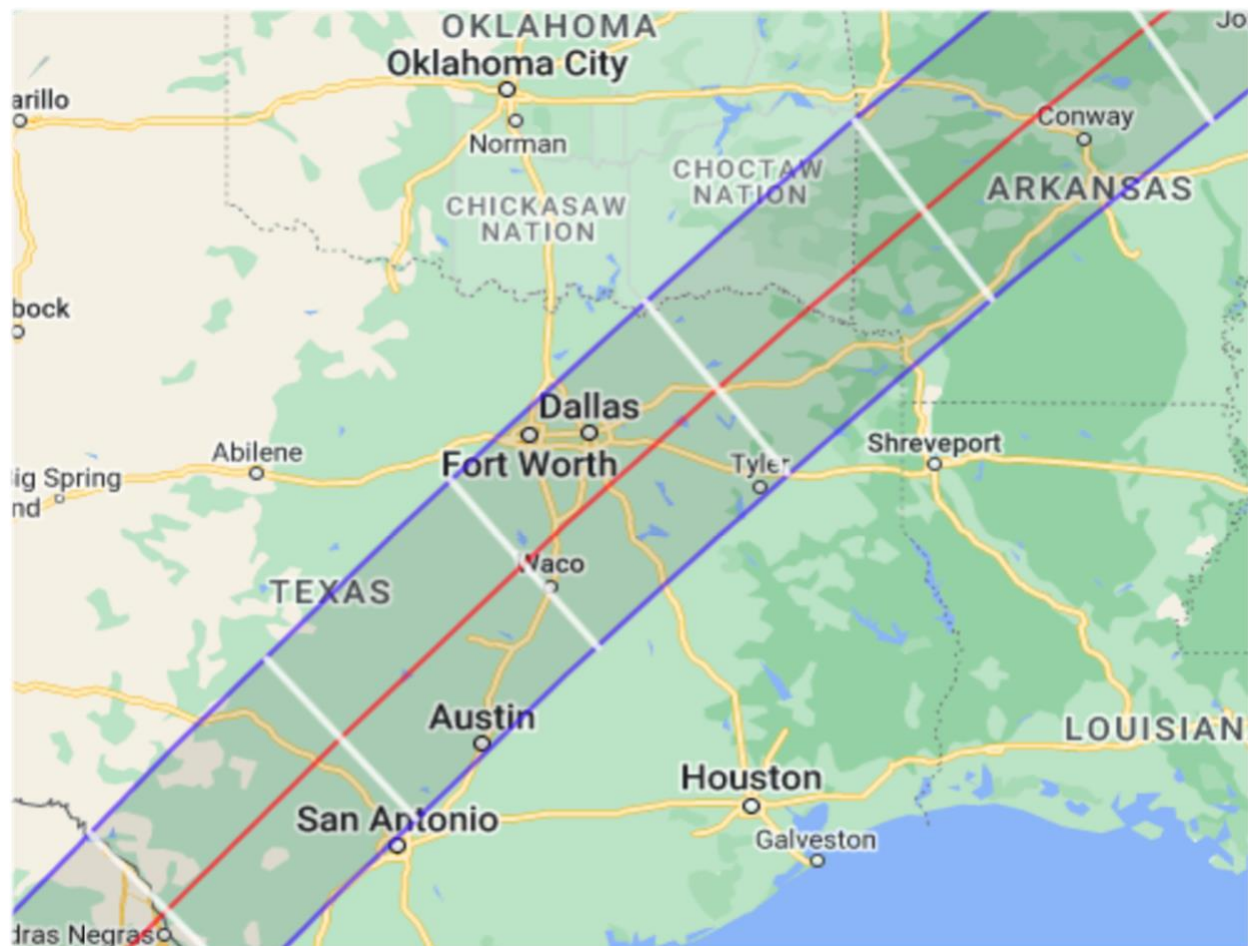 OKLAHOMA
Jo
Oklahoma City
arillo
Conway
Norman
CHOCTAW
NATION
ARKANSAS
CHICKASAW
NATION
bock
Dallas
Shreveport
Abilene
Fort Worth
Tyler
ig Spring
nd
Waco
TEXAS
Austin
LOUISIAN
Houston
San Antonio
Galveston
dras Negras